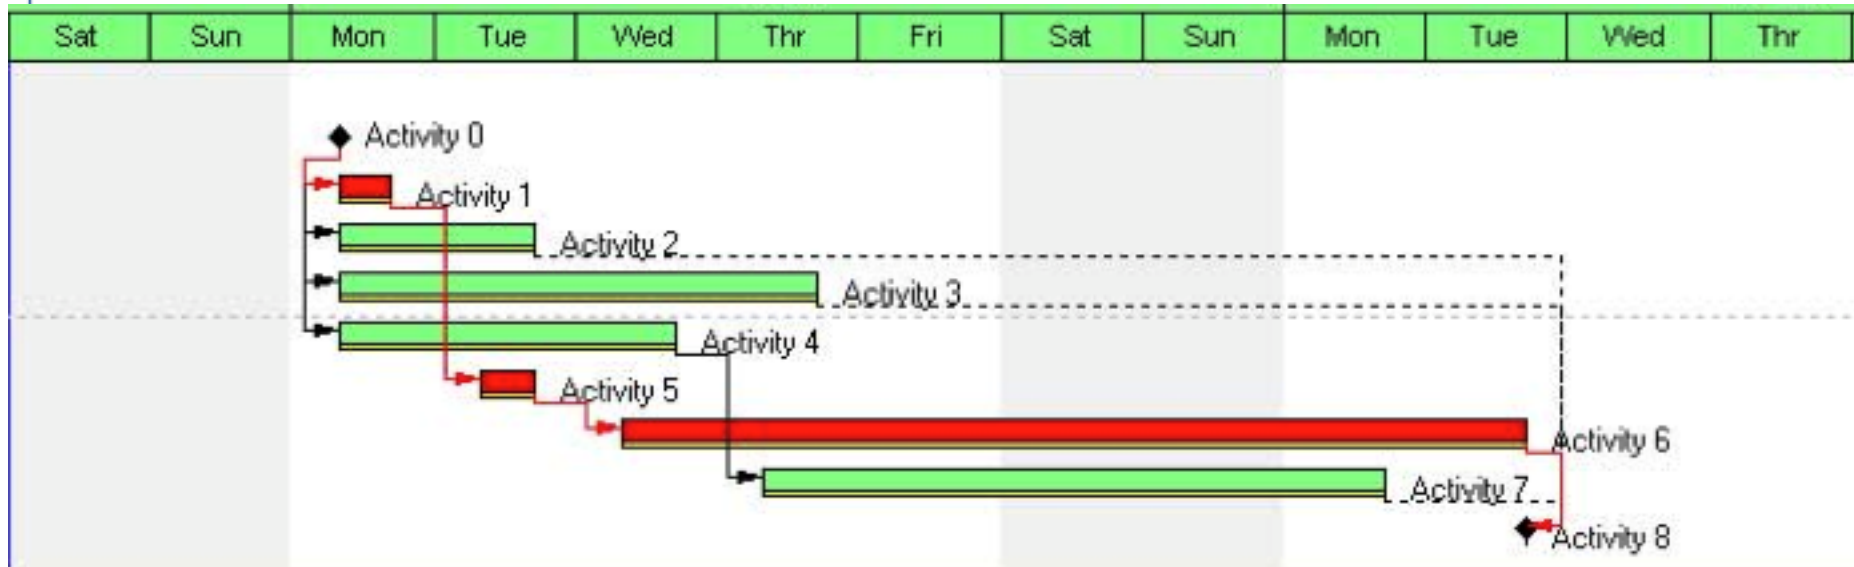 Sat Sun Mon Tue Wed Thr Fri Sat Sun Mon Tue Wed Thr
Activity 0
Activity 1
Activity 2
Activity 3
Activity 4
Activity 5
Activity 6
Activity 7
Activity 8